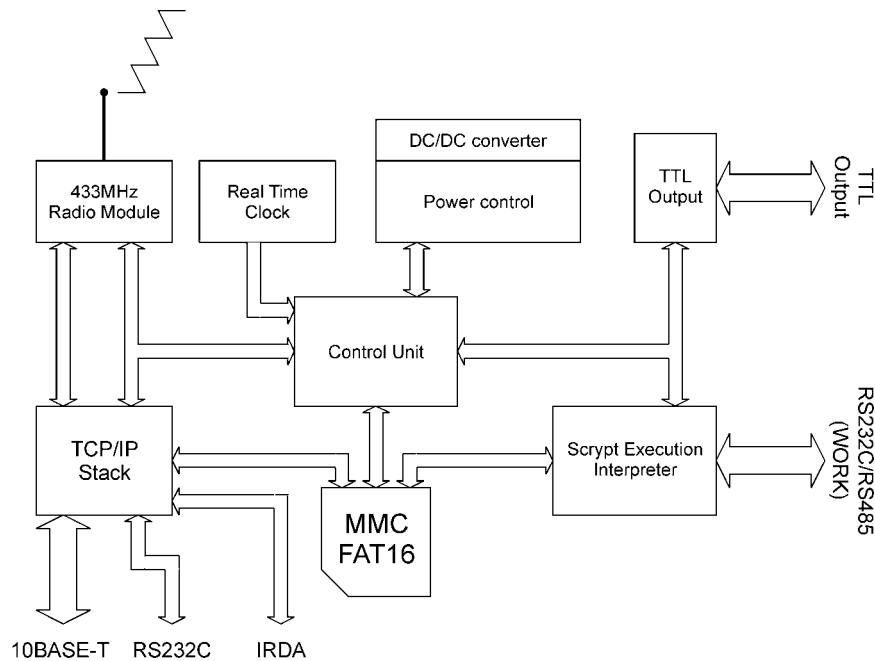 DC/DC converter
433MHz
Radio Module
Real Time
Clock
Power control
TTL
Output
TTL
Output
Control Unit
TCP/IP
Stack
Scrypt Execution
Interpreter
RS232C/RS485
(WORK)
MMC
FAT16
10BASE-T
RS232C
IRDA